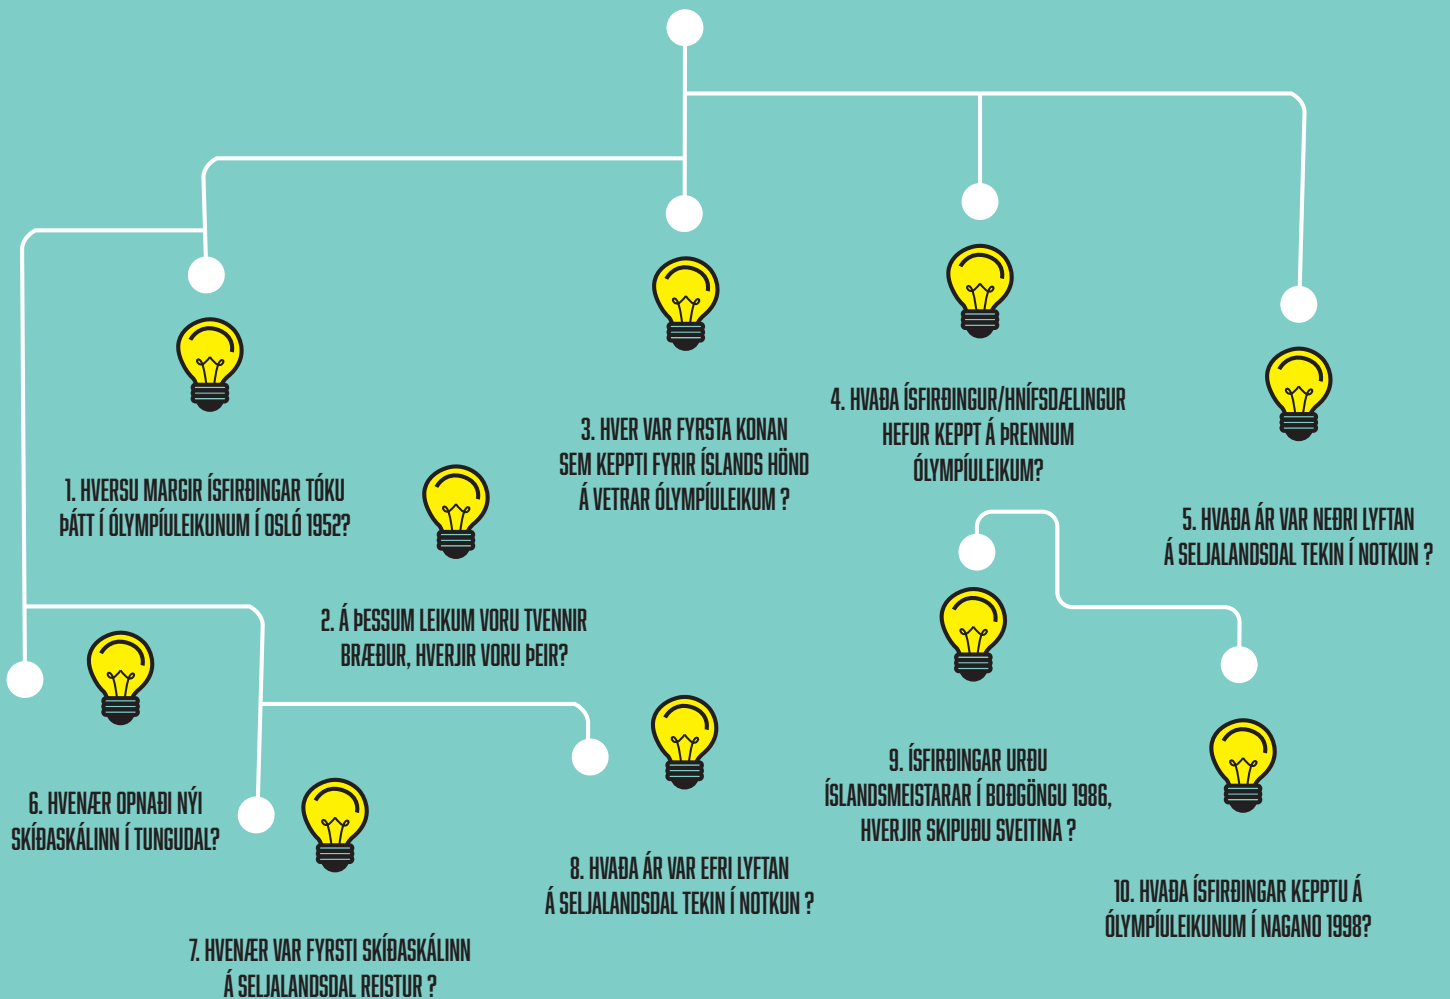 1. HVERSU MARGIR ÍSFIRÐINGAR TÓKU
ÞÁTT Í ÓLYMPÍULEIKUNUM Í OSLÓ 1952?
2. Á ÞESSUM LEIKUM VORU TVENNIR
BRÆÐUR, HVERJIR VORU ÞEIR?
3. HVER VAR FYRSTA KONAN
SEM KEPPTI FYRIR ÍSLANDS HÖND
Á VETRAR ÓLYMPÍULEIKUM ?
4. HVAÐA ÍSFIRÐINGUR/HNÍFSDÆLINGUR
HEFUR KEPPT Á ÞRENNUM
ÓLYMPÍULEIKUM?
5. HVAÐA ÁR VAR NEÐRI LYFTAN
Á SELJALANDSDAL TEKIN Í NOTKUN ?
6. HVENÆR OPNAÐI NÝI
SKÍÐASKÁLINN Í TUNGUDAL?
7. HVENÆR VAR FYRSTI SKÍÐASKÁLINN
Á SELJALANDSDAL REISTUR ?
8. HVAÐA ÁR VAR EFRI LYFTAN
Á SELJALANDSDAL TEKIN Í NOTKUN ?
9. ÍSFIRÐINGAR URÐU
ÍSLANDSMEISTARAR Í BOÐGÖNGU 1986,
HVERJIR SKIPUÐU SVEITINA ?
10. HVAÐA ÍSFIRÐINGAR KEPPTU Á
ÓLYMPÍULEIKUNUM Í NAGANO 1998?